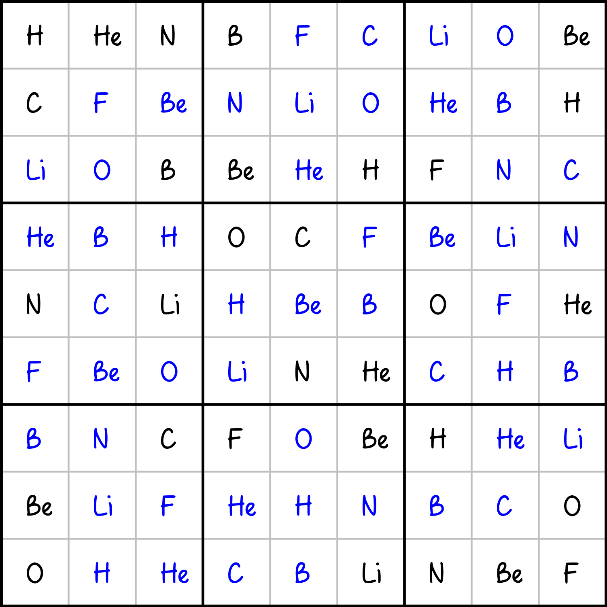 H He N B F C Li O Be
C F Be N Li O He B H
Li O B Be He H F N C
He B H O C F Be Li N
N C Li H Be B O F He
F Be O Li N He C H B
B N C F O Be H He Li
Be Li F He H N B C O
O H He C B Li N Be F